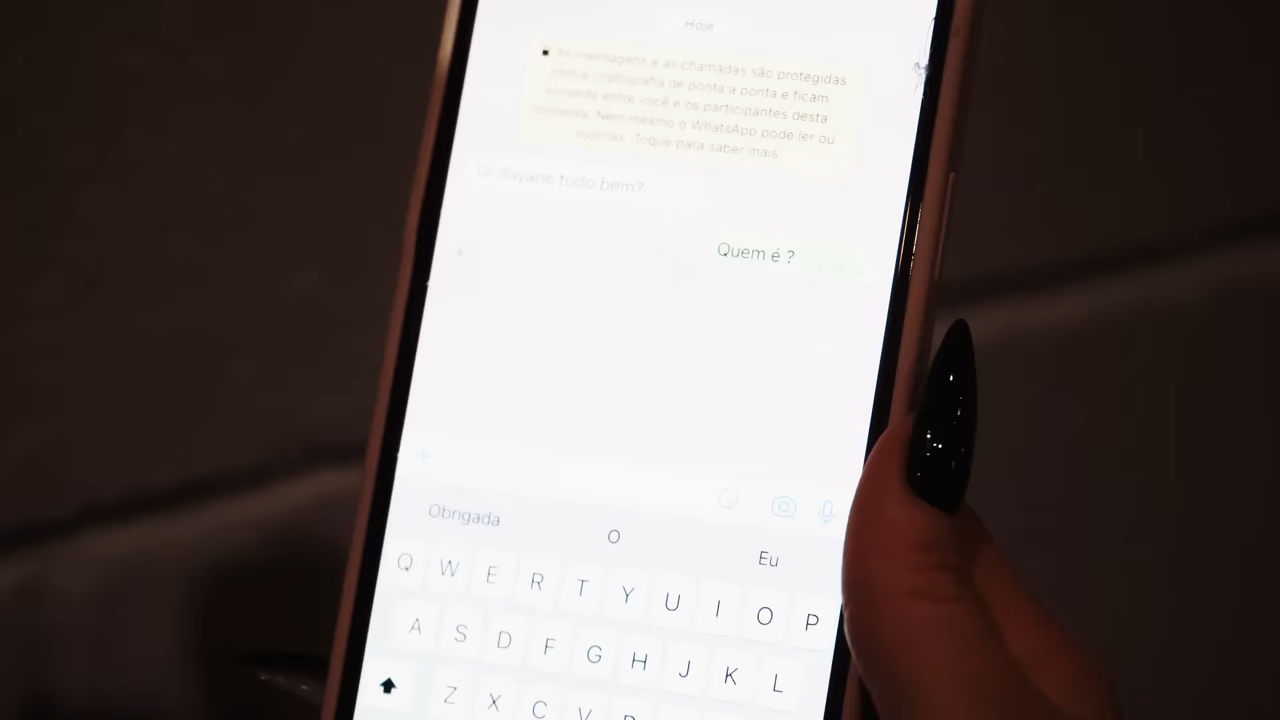 Hoje
As mensagens e as chamadas são protegidas
com a criptografia de ponta a ponta e ficam
somente entre você e os participantes desta
conversa. Nem mesmo o WhatsApp pode ler ou
ouvi-las. Toque para saber mais.
tudo bem?
Quem é ?
Obrigada O Eu
Q W E R T Y U I O P
A S D F G H J K L
Z X C V B